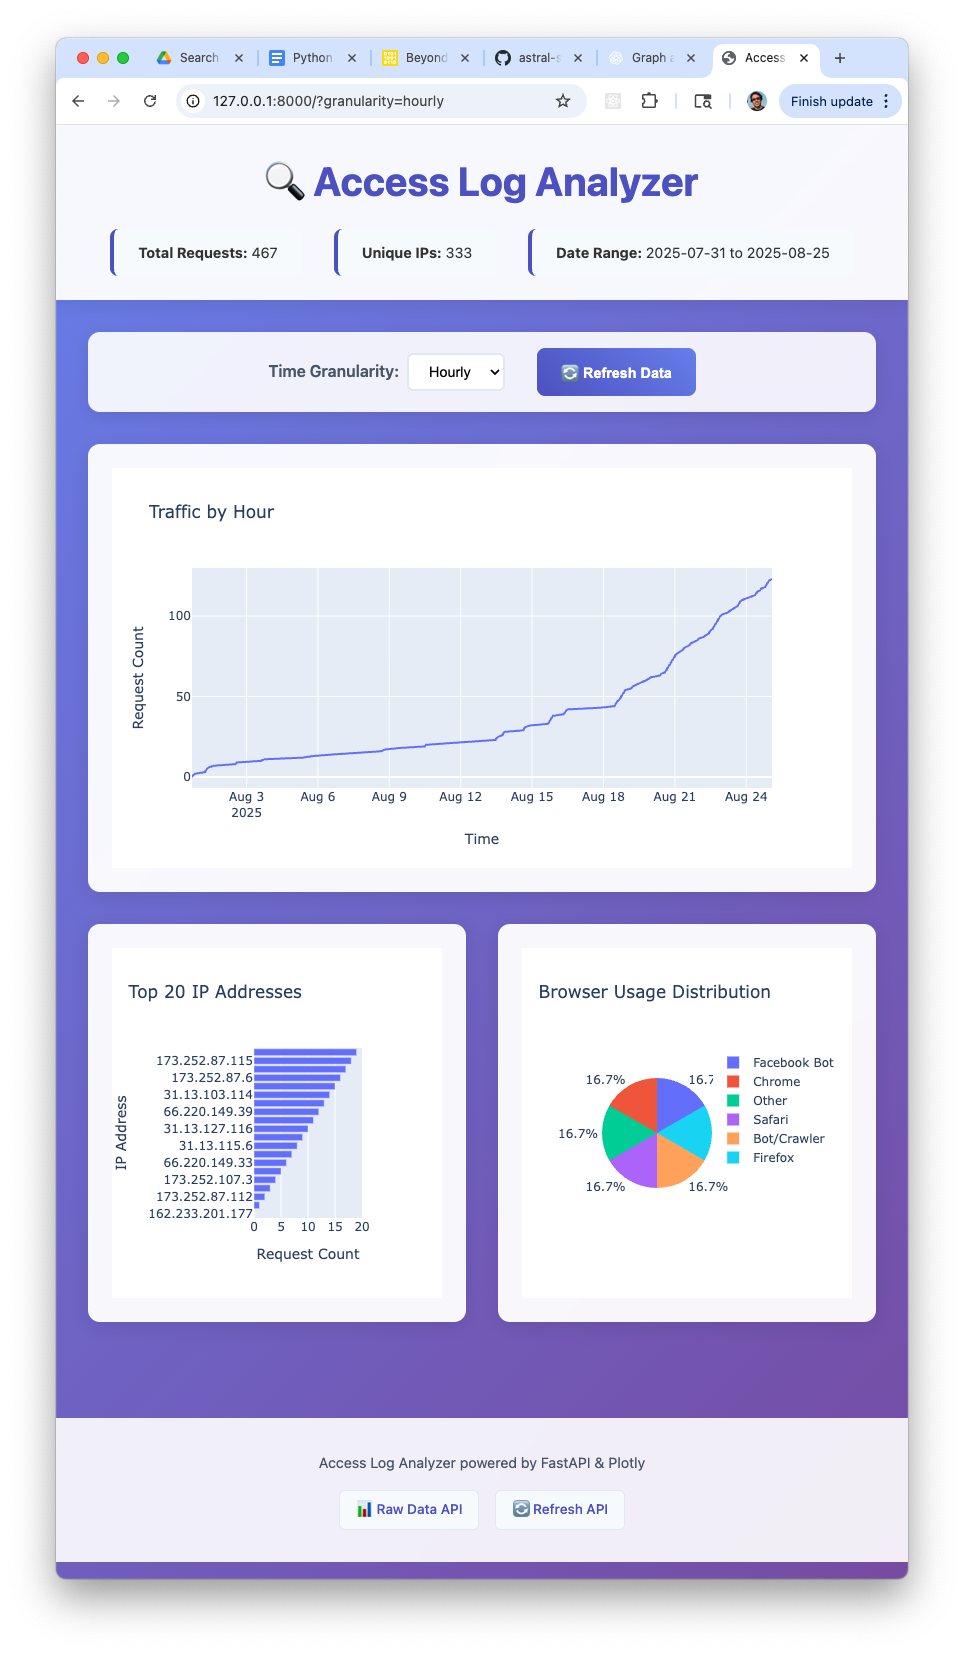 Search
Python
Beyond
astral-s
Graph a
Access
127.0.0.1:8000/?granularity=hourly
Finish update
Access Log Analyzer
Total Requests: 467
Unique IPs: 333
Date Range: 2025-07-31 to 2025-08-25
Time Granularity:
Hourly
Refresh Data
Traffic by Hour
Request Count
100
50
0
Aug 3
2025
Aug 6
Aug 9
Aug 12
Aug 15
Aug 18
Aug 21
Aug 24
Time
Top 20 IP Addresses
IP Address
173.252.87.115
173.252.87.6
31.13.103.114
66.220.149.39
31.13.127.116
31.13.115.6
66.220.149.33
173.252.107.3
173.252.87.112
162.233.201.177
0 5 10 15 20
Request Count
Browser Usage Distribution
16.7%
16.7
16.7%
16.7%
16.7%
Facebook Bot
Chrome
Other
Safari
Bot/Crawler
Firefox
Access Log Analyzer powered by FastAPI & Plotly
Raw Data API
Refresh API